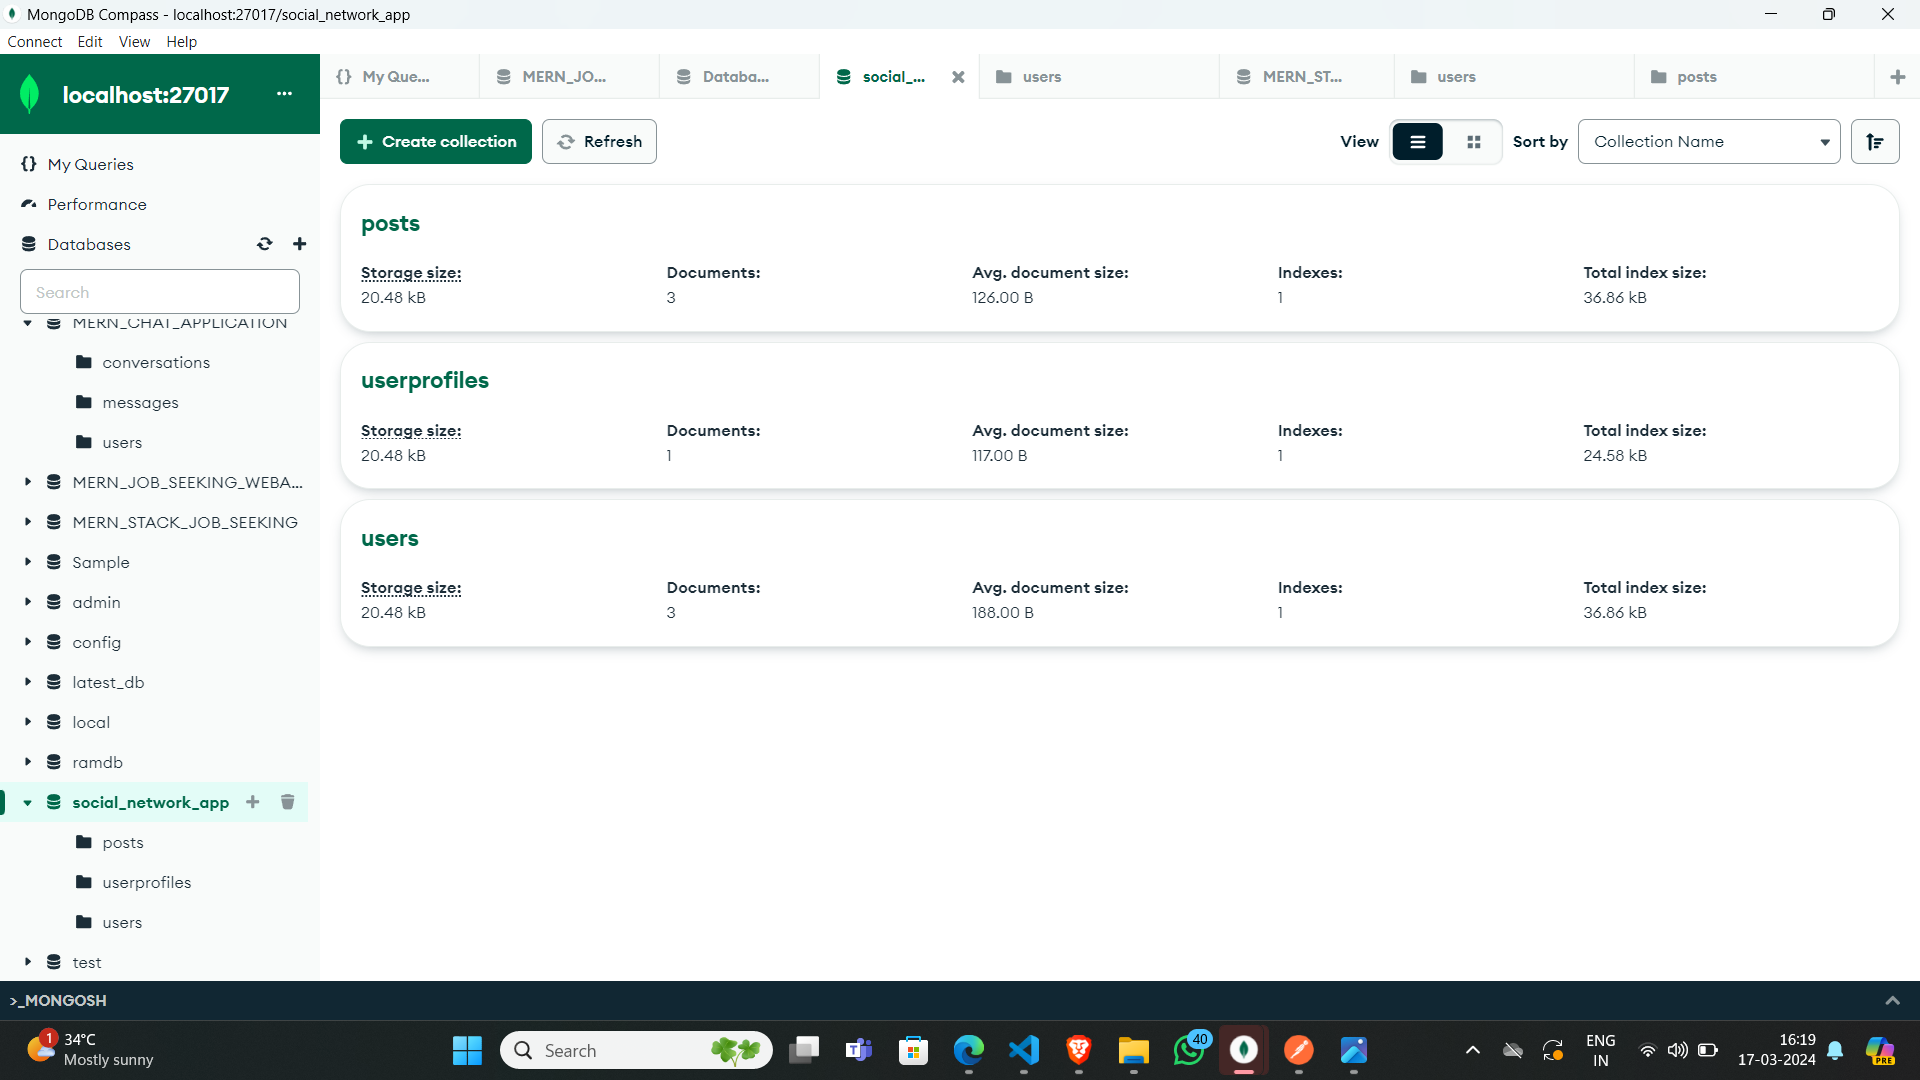 MongoDB Compass - localhost:27017/social_network_app
Connect Edit View Help
localhost:27017 ...
{} My Que... MERN_JO... Databa... social_... users MERN_ST... users posts
Create collection Refresh View Sort by Collection Name
My Queries
Performance
Databases
Search
MERN_CHAT_APPLICATION
conversations
messages
users
MERN_JOB_SEEKING_WEBA...
MERN_STACK_JOB_SEEKING
Sample
admin
config
latest_db
local
ramdb
social_network_app
posts
userprofiles
users
test
posts
Storage size: Documents: Avg. document size: Indexes: Total index size:
20.48 kB 3 126.00 B 1 36.86 kB
userprofiles
Storage size: Documents: Avg. document size: Indexes: Total index size:
20.48 kB 1 117.00 B 1 24.58 kB
users
Storage size: Documents: Avg. document size: Indexes: Total index size:
20.48 kB 3 188.00 B 1 36.86 kB
>_MONGOSH
1 34°C
Mostly sunny
Search
40
ENG
IN
16:19
17-03-2024
PRE